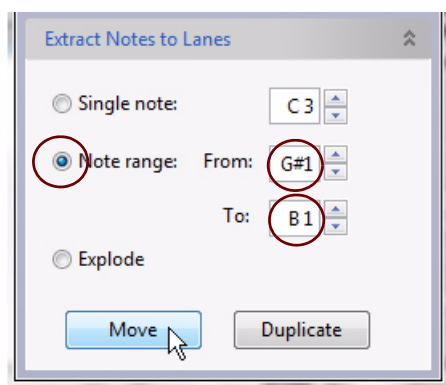 Extract Notes to Lanes
Single note: C 3
Note range: From: G#1
To: B 1
Explode
Move Duplicate